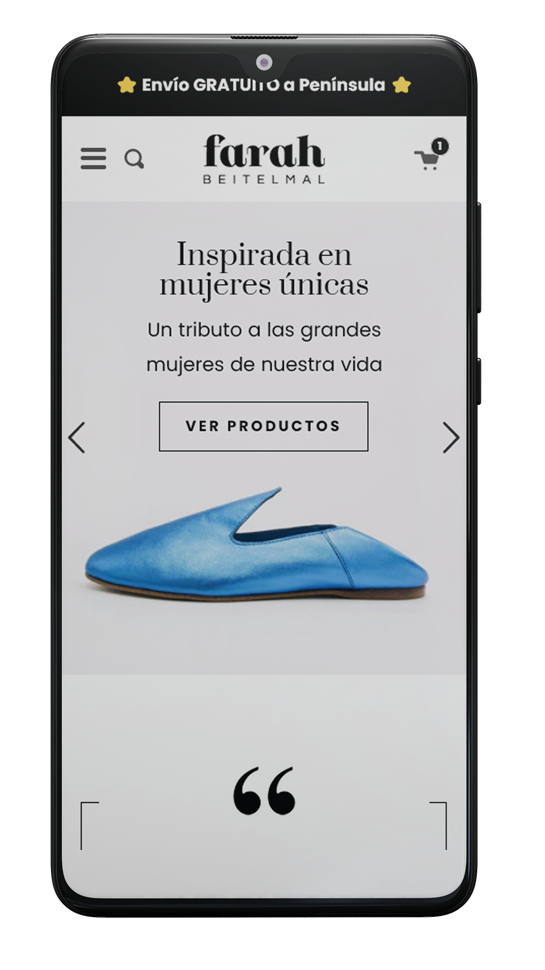 ⭐ Envío GRATUITO a Península ⭐
1
farah
BEITELMAL
Inspirada en
mujeres únicas
Un tributo a las grandes
mujeres de nuestra vida
VER PRODUCTOS
“